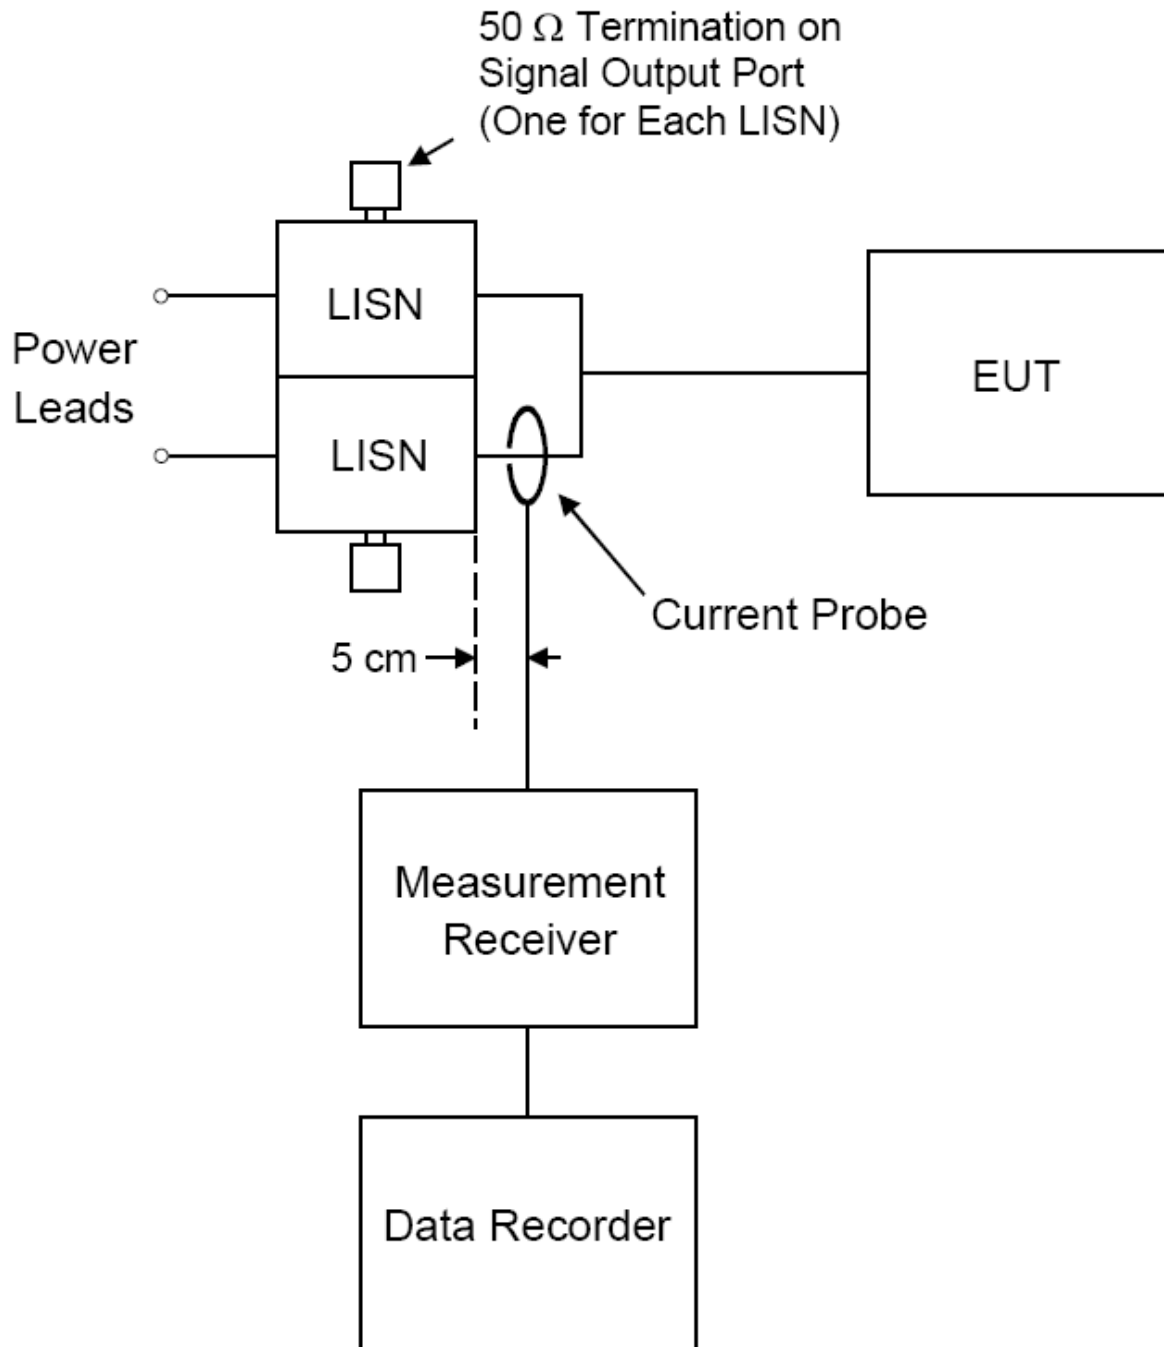 50 Ω Termination on
Signal Output Port
(One for Each LISN)
LISN
Power
Leads
LISN
EUT
Current Probe
5 cm
Measurement
Receiver
Data Recorder